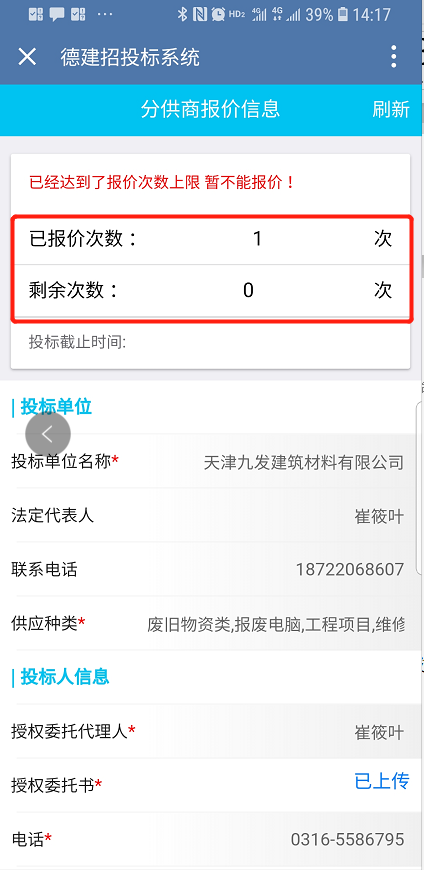 HD2 4G 4G 39% 14:17
德建招投标系统
分供商报价信息 刷新
已经达到了报价次数上限 暂不能报价！
已报价次数： 1 次
剩余次数： 0 次
投标截止时间:
| 投标单位
投标单位名称* 天津九发建筑材料有限公司
法定代表人 崔筱叶
联系电话 18722068607
供应种类* 废旧物资类,报废电脑,工程项目,维修
| 投标人信息
授权委托代理人* 崔筱叶
授权委托书* 已上传
电话* 0316-5586795